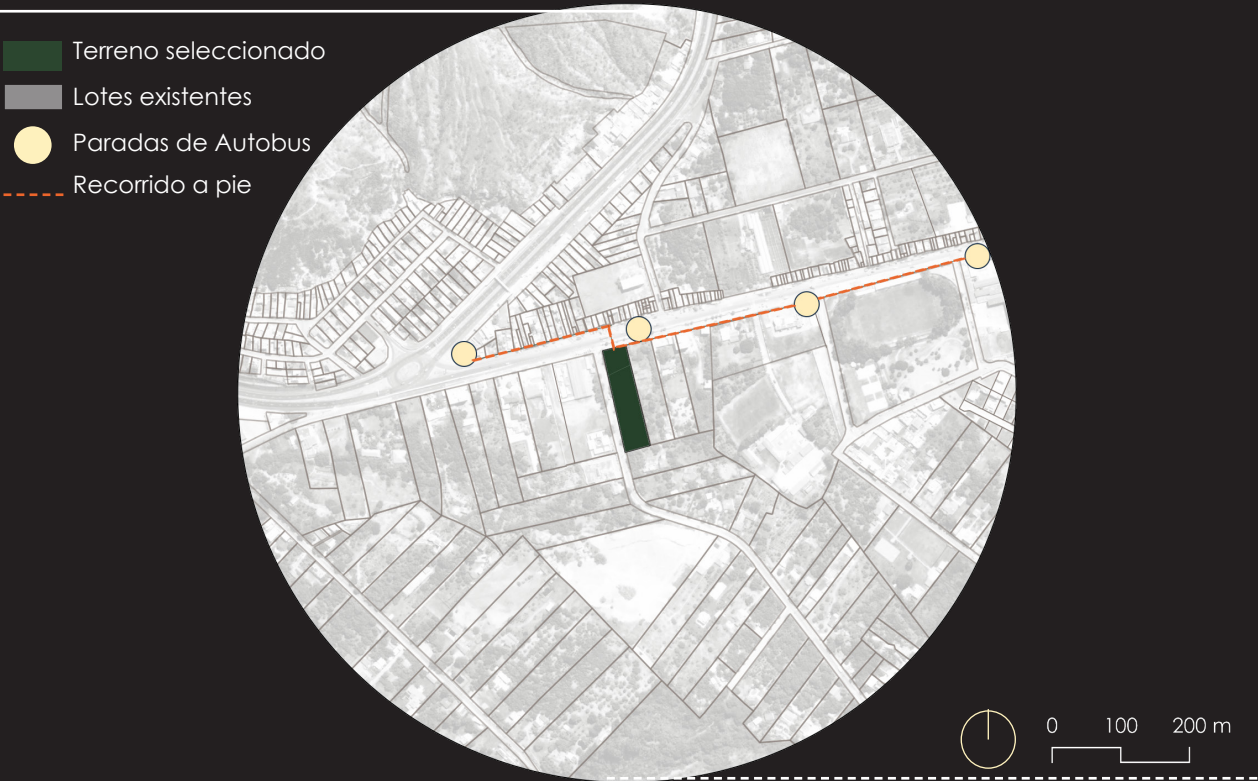 Terreno seleccionado
Lotes existentes
Paradas de Autobus
Recorrido a pie
0 100 200 m